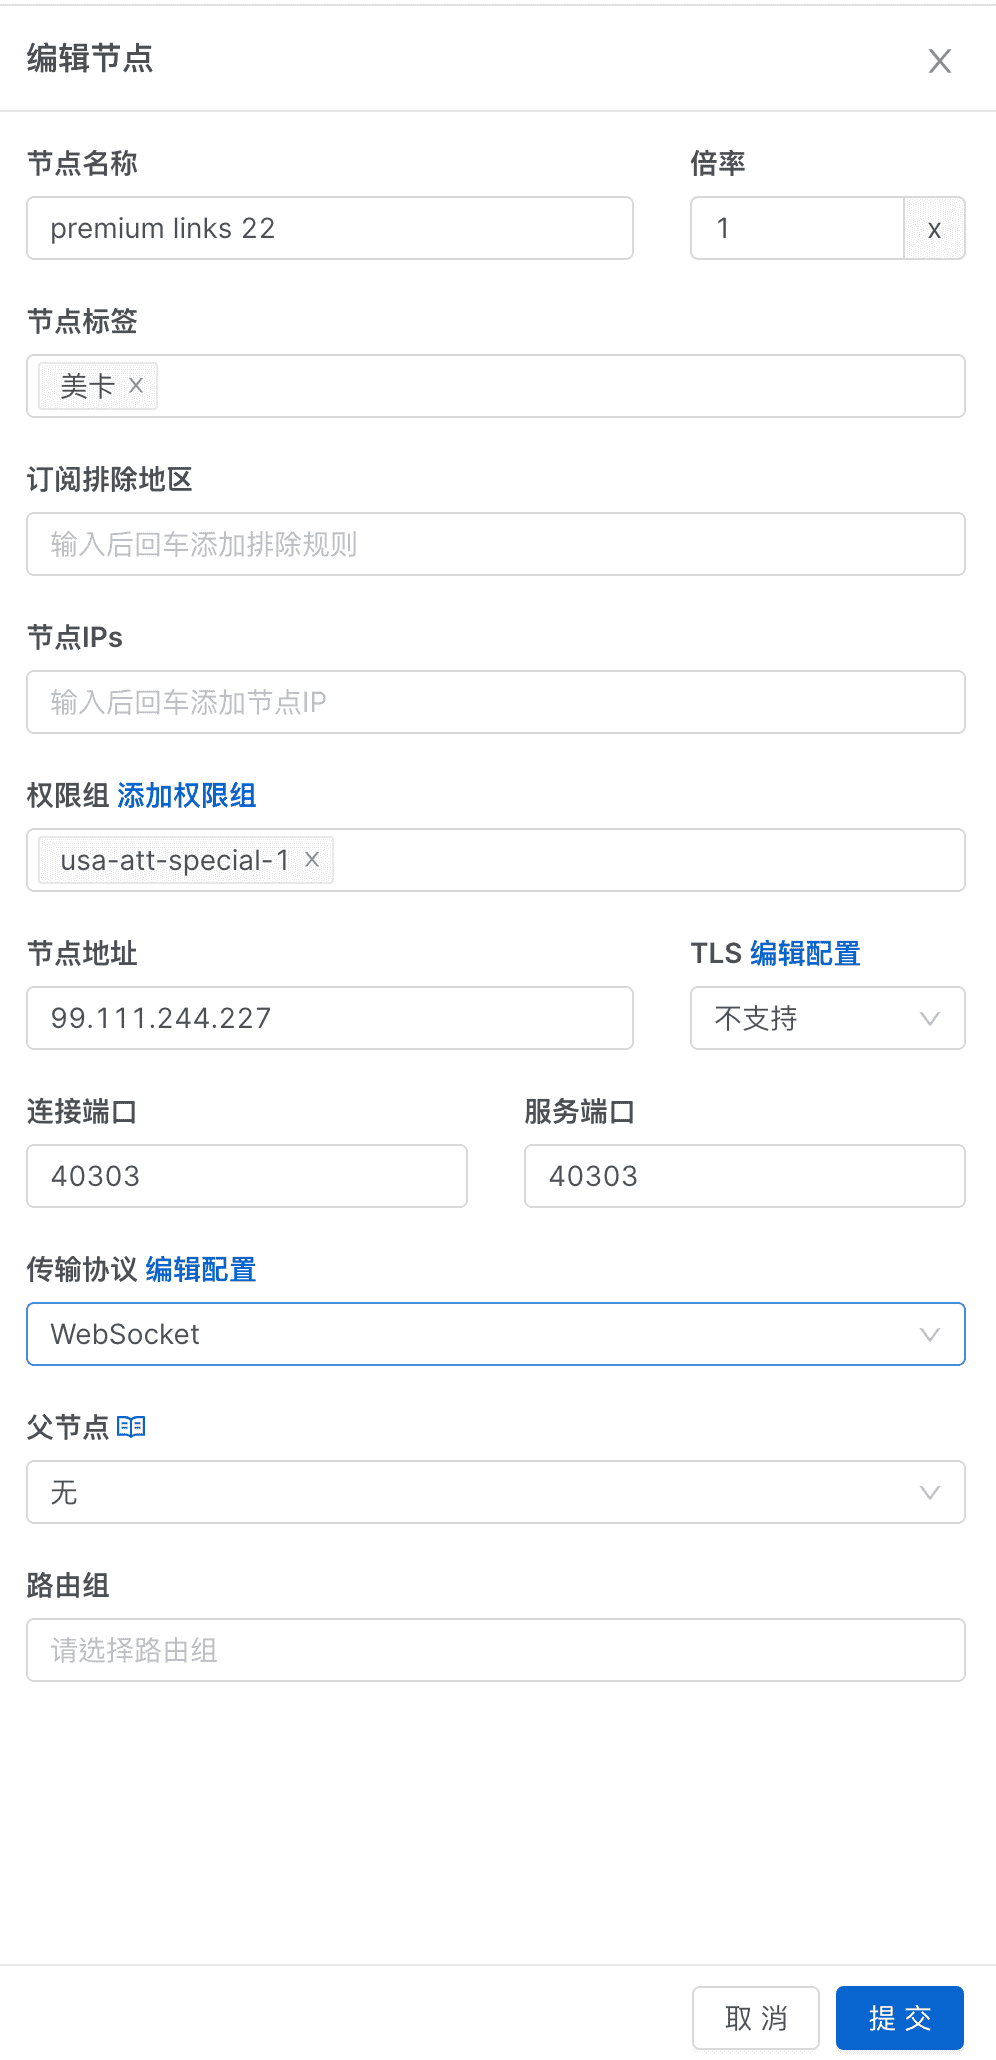 编辑节点
节点名称
倍率
premium links 22
1
x
节点标签
美卡
订阅排除地区
输入后回车添加排除规则
节点IPs
输入后回车添加节点IP
权限组 添加权限组
usa-att-special-1
节点地址
TLS 编辑配置
99.111.244.227
不支持
连接端口
服务端口
40303
40303
传输协议 编辑配置
WebSocket
父节点
无
路由组
请选择路由组
取 消
提 交